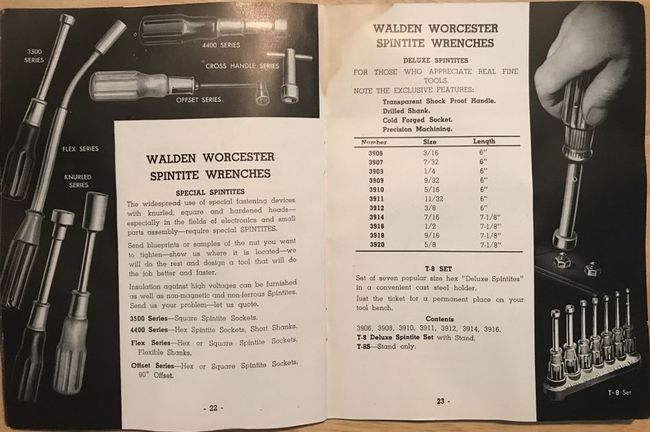 3500
SERIES
4400 SERIES
CROSS HANDLE SERIES
OFFSET SERIES
FLEX SERIES
KNURLED
SERIES
WALDEN WORCESTER
SPINTITE WRENCHES
SPECIAL SPINTITES
The widespread use of special fastening devices
with knurled, square and hardened heads—
especially in the fields of electronics and small
parts assembly—require special SPINTITES.
Send blueprints or samples of the nut you want
to tighten—show us where it is located—we
will do the rest and design a tool that will do
the job better and faster.
Insulation against high voltages can be furnished
as well as non-magnetic and non-ferrous Spintites.
Send us your problem—let us quote.
3500 Series—Square Spintite Sockets.
4400 Series—Hex Spintite Sockets, Short Shanks.
Flex Series—Hex or Square Spintite Sockets,
Flexible Shanks.
Offset Series—Hex or Square Spintite Sockets,
90° Offset.
- 22 -
WALDEN WORCESTER
SPINTITE WRENCHES
DELUXE SPINTITES
FOR THOSE WHO APPRECIATE REAL FINE
TOOLS.
NOTE THE EXCLUSIVE FEATURES:
Transparent Shock Proof Handle.
Drilled Shank.
Cold Forged Socket.
Precision Machining.
Number Size Length
3906 3/16 6"
3907 7/32 6"
3908 1/4 6"
3909 9/32 6"
3910 5/16 6"
3911 11/32 6"
3912 3/8 6"
3914 7/16 7-1/8"
3916 1/2 7-1/8"
3918 9/16 7-1/8"
3920 5/8 7-1/8"
T-8 SET
Set of seven popular size hex "Deluxe Spintites"
in a convenient cast steel holder.
Just the ticket for a permanent place on your
tool bench.
Contents
3906, 3908, 3910, 3911, 3912, 3914, 3916.
T-8 Deluxe Spintite Set with Stand.
T-8S—Stand only.
23 -
T-8 Set